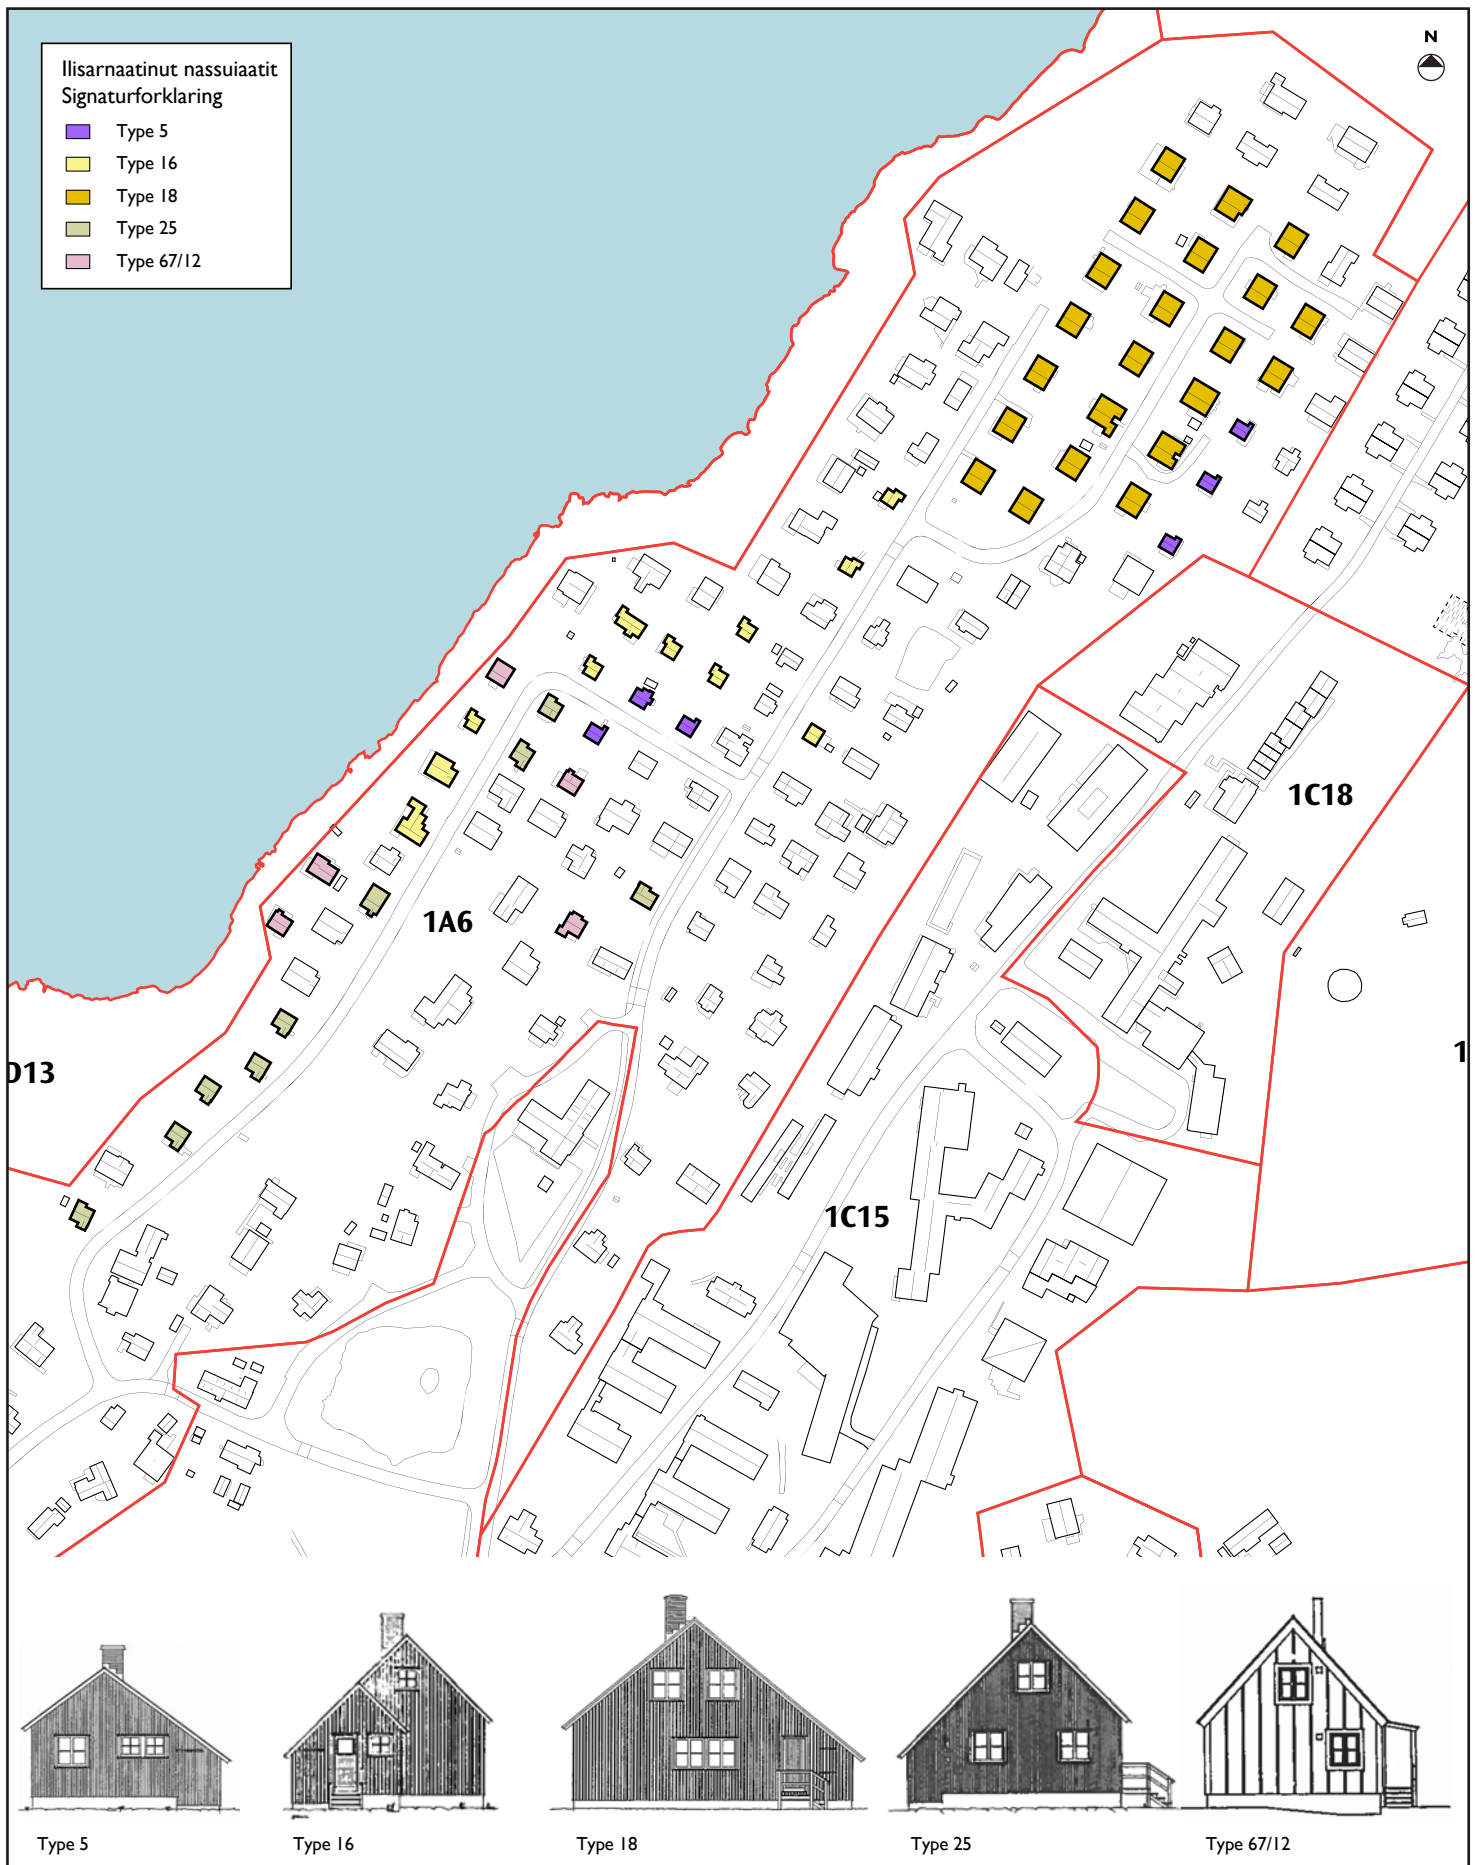 Ilisarnaatinut nassuiaatit
Signaturforklaring
Type 5
Type 16
Type 18
Type 25
Type 67/12
N
1C18
1A6
D13
1
1C15
Type 5
Type 16
Type 18
Type 25
Type 67/12